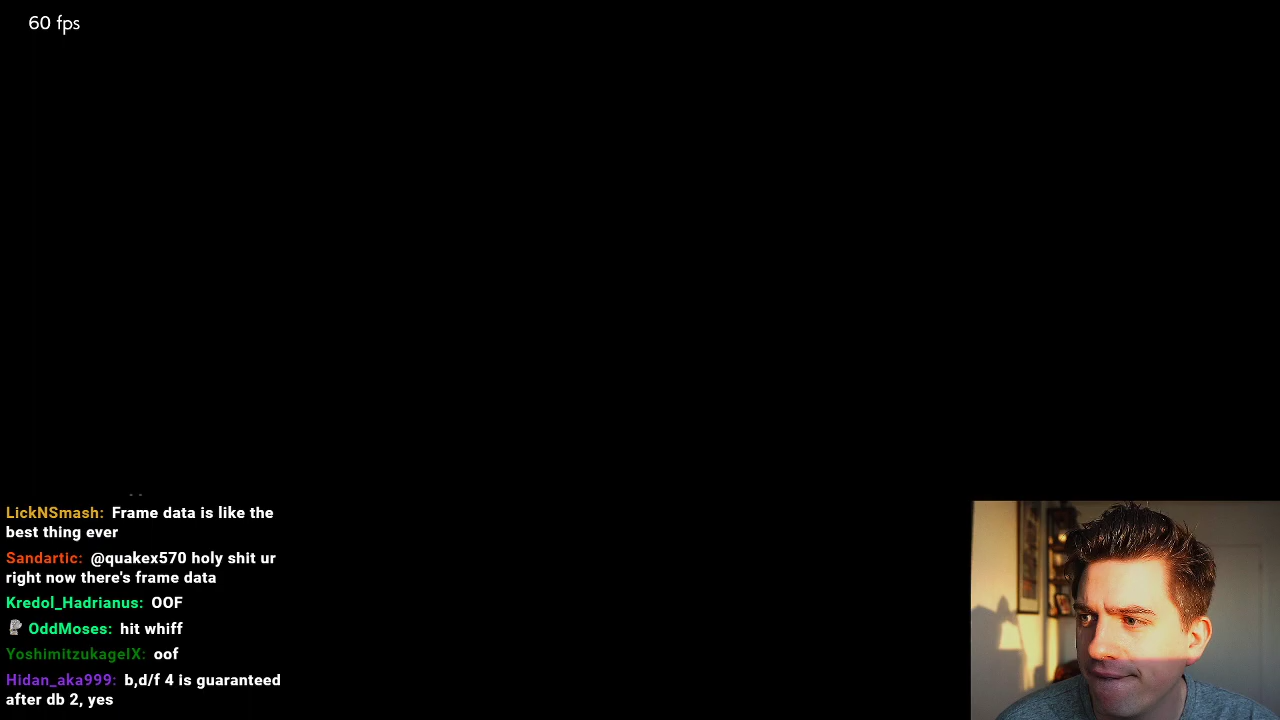 60 fps
LickNSmash: Frame data is like the
best thing ever
Sandartic: @quakex570 holy shit ur
right now there's frame data
Kredol_Hadrianus: OOF
OddMoses: hit whiff
YoshimitzukageIX: oof
Hidan_aka999: b,d/f 4 is guaranteed
after db 2, yes